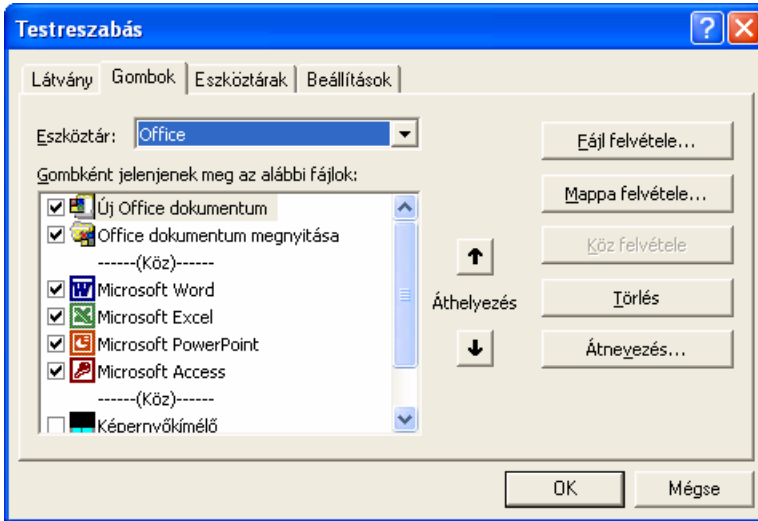 Testreszabás
Látvány Gombok Eszköztárak Beállítások
Eszköztár: Office
Gombként jelenjenek meg az alábbi fájlok:
Új Office dokumentum
Office dokumentum megnyitása
------(Köz)------
Microsoft Word
Microsoft Excel
Microsoft PowerPoint
Microsoft Access
------(Köz)------
Képernyőkímélő
Áthelyezés
Fájl felvétele...
Mappa felvétele...
Köz felvétele
Törlés
Átnevezés...
OK Mégse